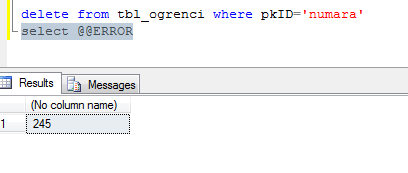 delete from tbl_ogrenci where pkID='numara'
select @@ERROR
Results Messages
(No column name)
1 245